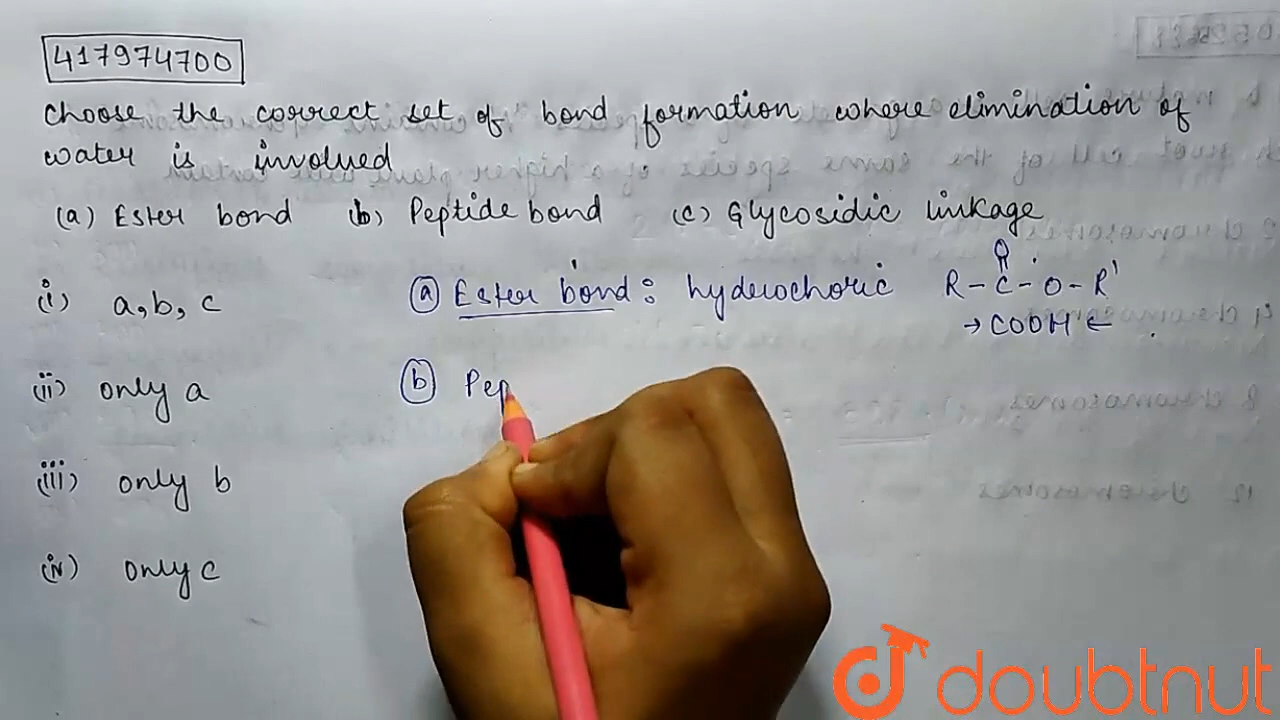 417974700
Choose the correct set of bond formation where elimination of
water is involved
(a) Ester bond (b) Peptide bond (c) Glycosidic linkage
(i) a, b, c
(a) Ester bond : hyderochoric R-C-O-R'
O
→COOH←
(ii) only a
(b) Pep
(iii) only b
(iv) only c
doubtnut